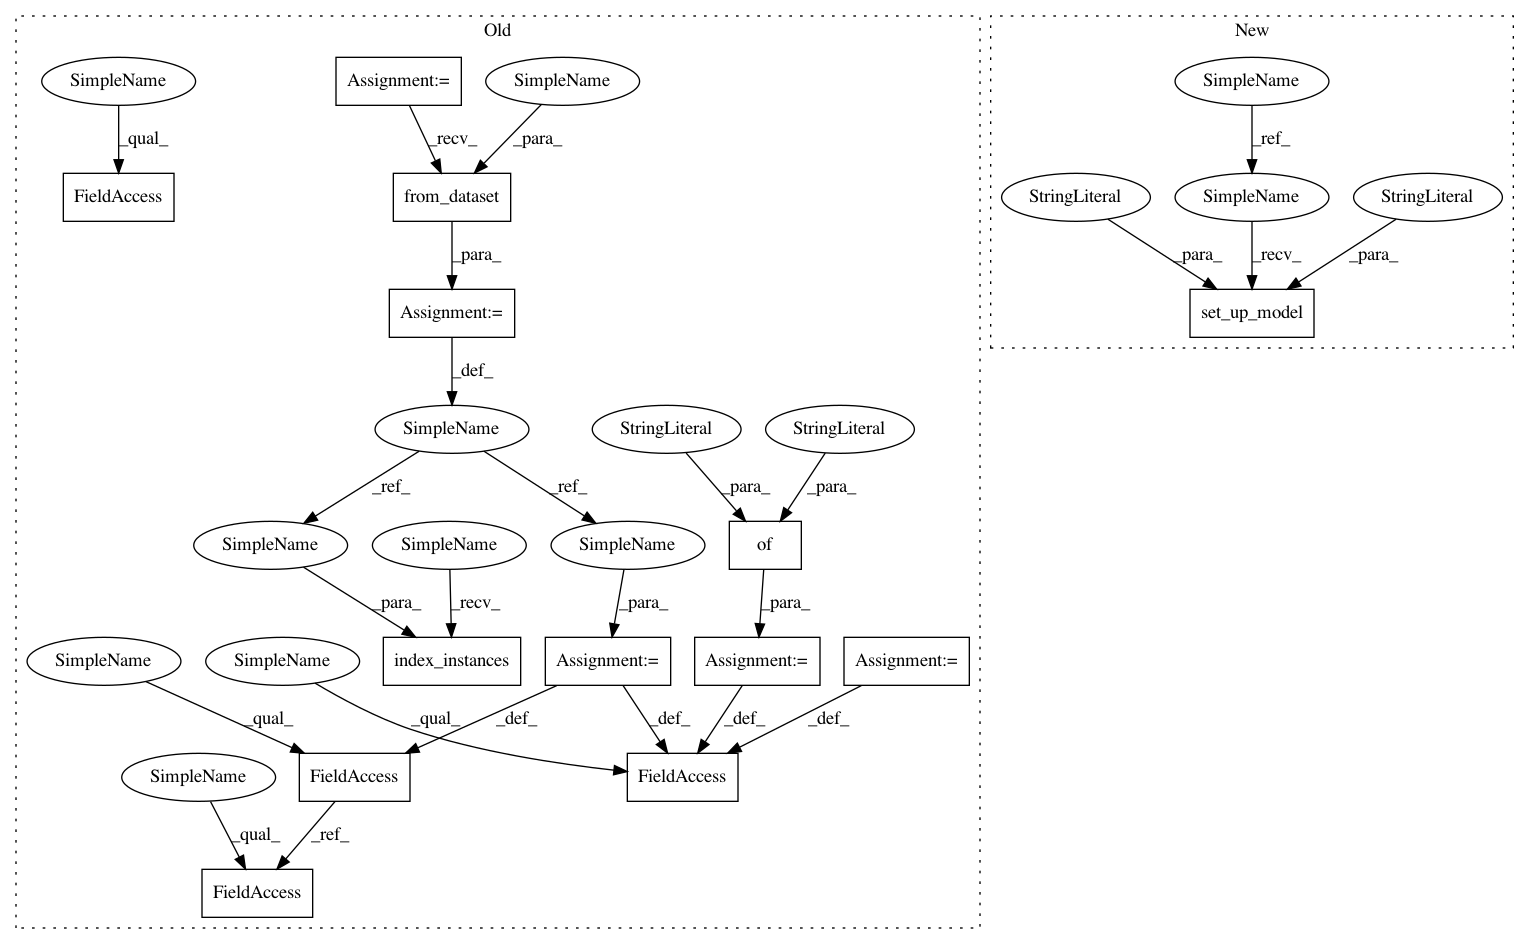 Old
New
SimpleName
Assignment:=
SimpleName
SimpleName
_qual_
_recv_
_para_
_ref_
FieldAccess
from_dataset
StringLiteral
SimpleName
StringLiteral
_para_
_para_
_recv_
_para_
Assignment:=
set_up_model
_def_
SimpleName
StringLiteral
StringLiteral
_ref_
_ref_
_para_
_para_
SimpleName
SimpleName
SimpleName
of
_para_
_recv_
_para_
_para_
SimpleName
SimpleName
index_instances
Assignment:=
Assignment:=
Assignment:=
_qual_
_qual_
_def_
_def_
_def_
_def_
SimpleName
FieldAccess
FieldAccess
_qual_
_ref_
FieldAccess